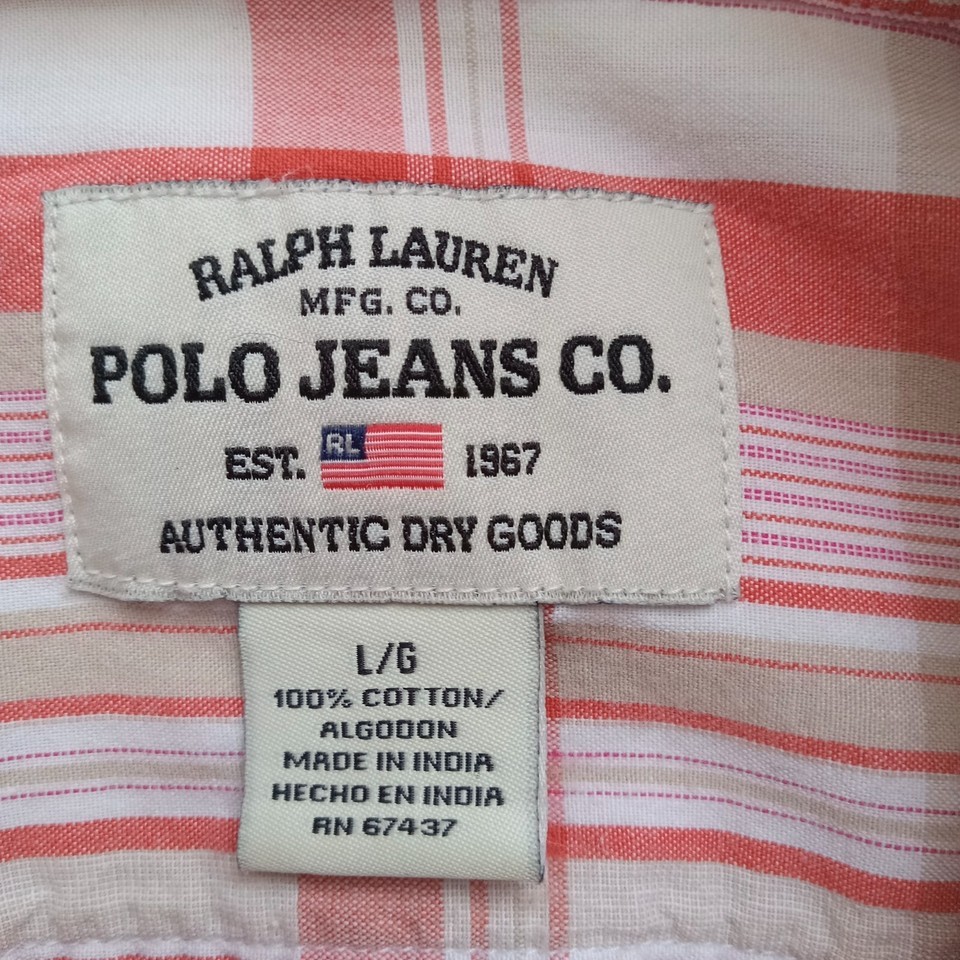 RALPH LAUREN
MFG. CO.
POLO JEANS CO.
EST. RL 1967
AUTHENTIC DRY GOODS
L/G
100% COTTON/
ALGODON
MADE IN INDIA
HECHO EN INDIA
RN 67437